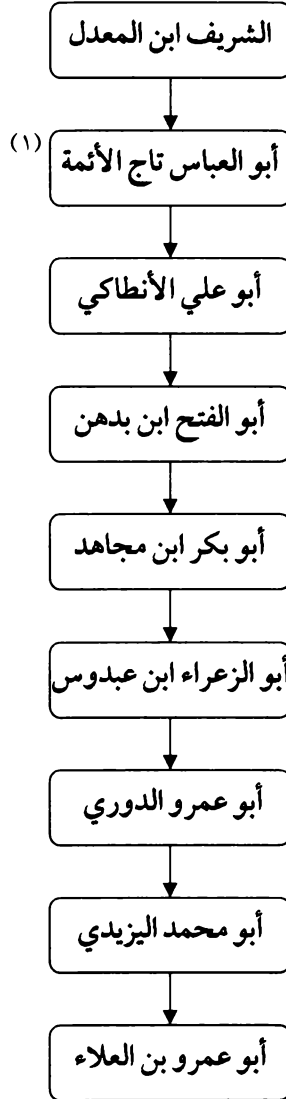 الشريف ابن المعدل
أبو العباس تاج الأئمة (١)
أبو علي الأنطاكي
أبو الفتح ابن بدهن
أبو بكر ابن مجاهد
أبو الزعراء ابن عبدوس
أبو عمرو الدوري
أبو محمد اليزيدي
أبو عمرو بن العلاء